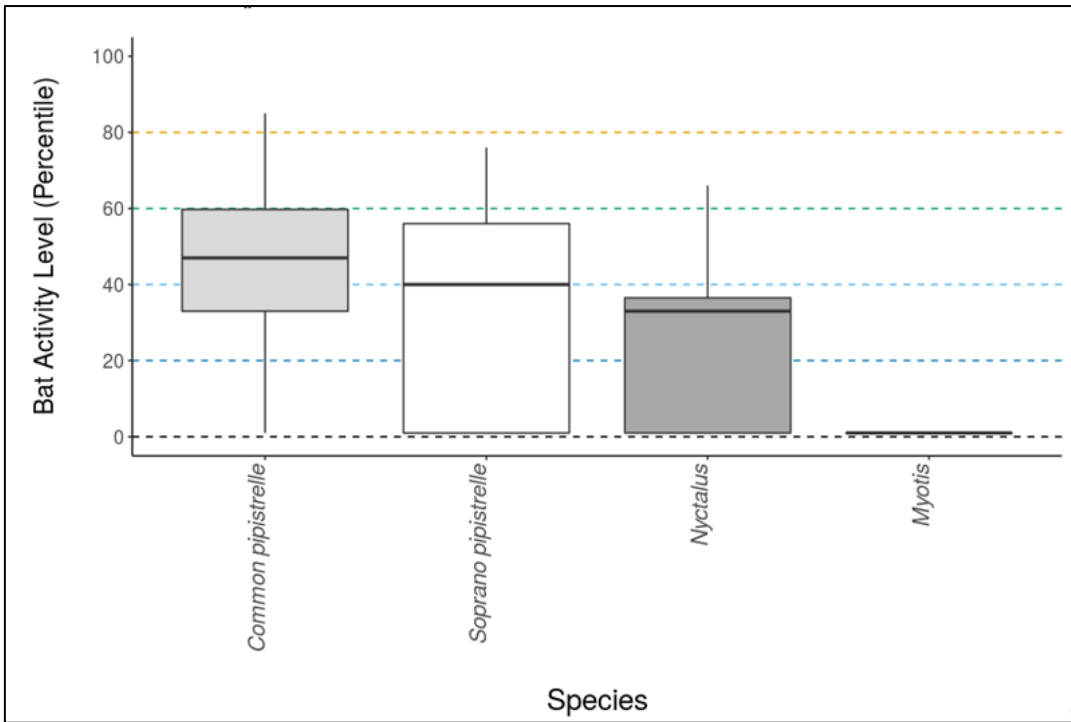 Bat Activity Level (Percentile)
100
80
60
40
20
0
Common pipistrelle
Soprano pipistrelle
Nyctalus
Myotis
Species